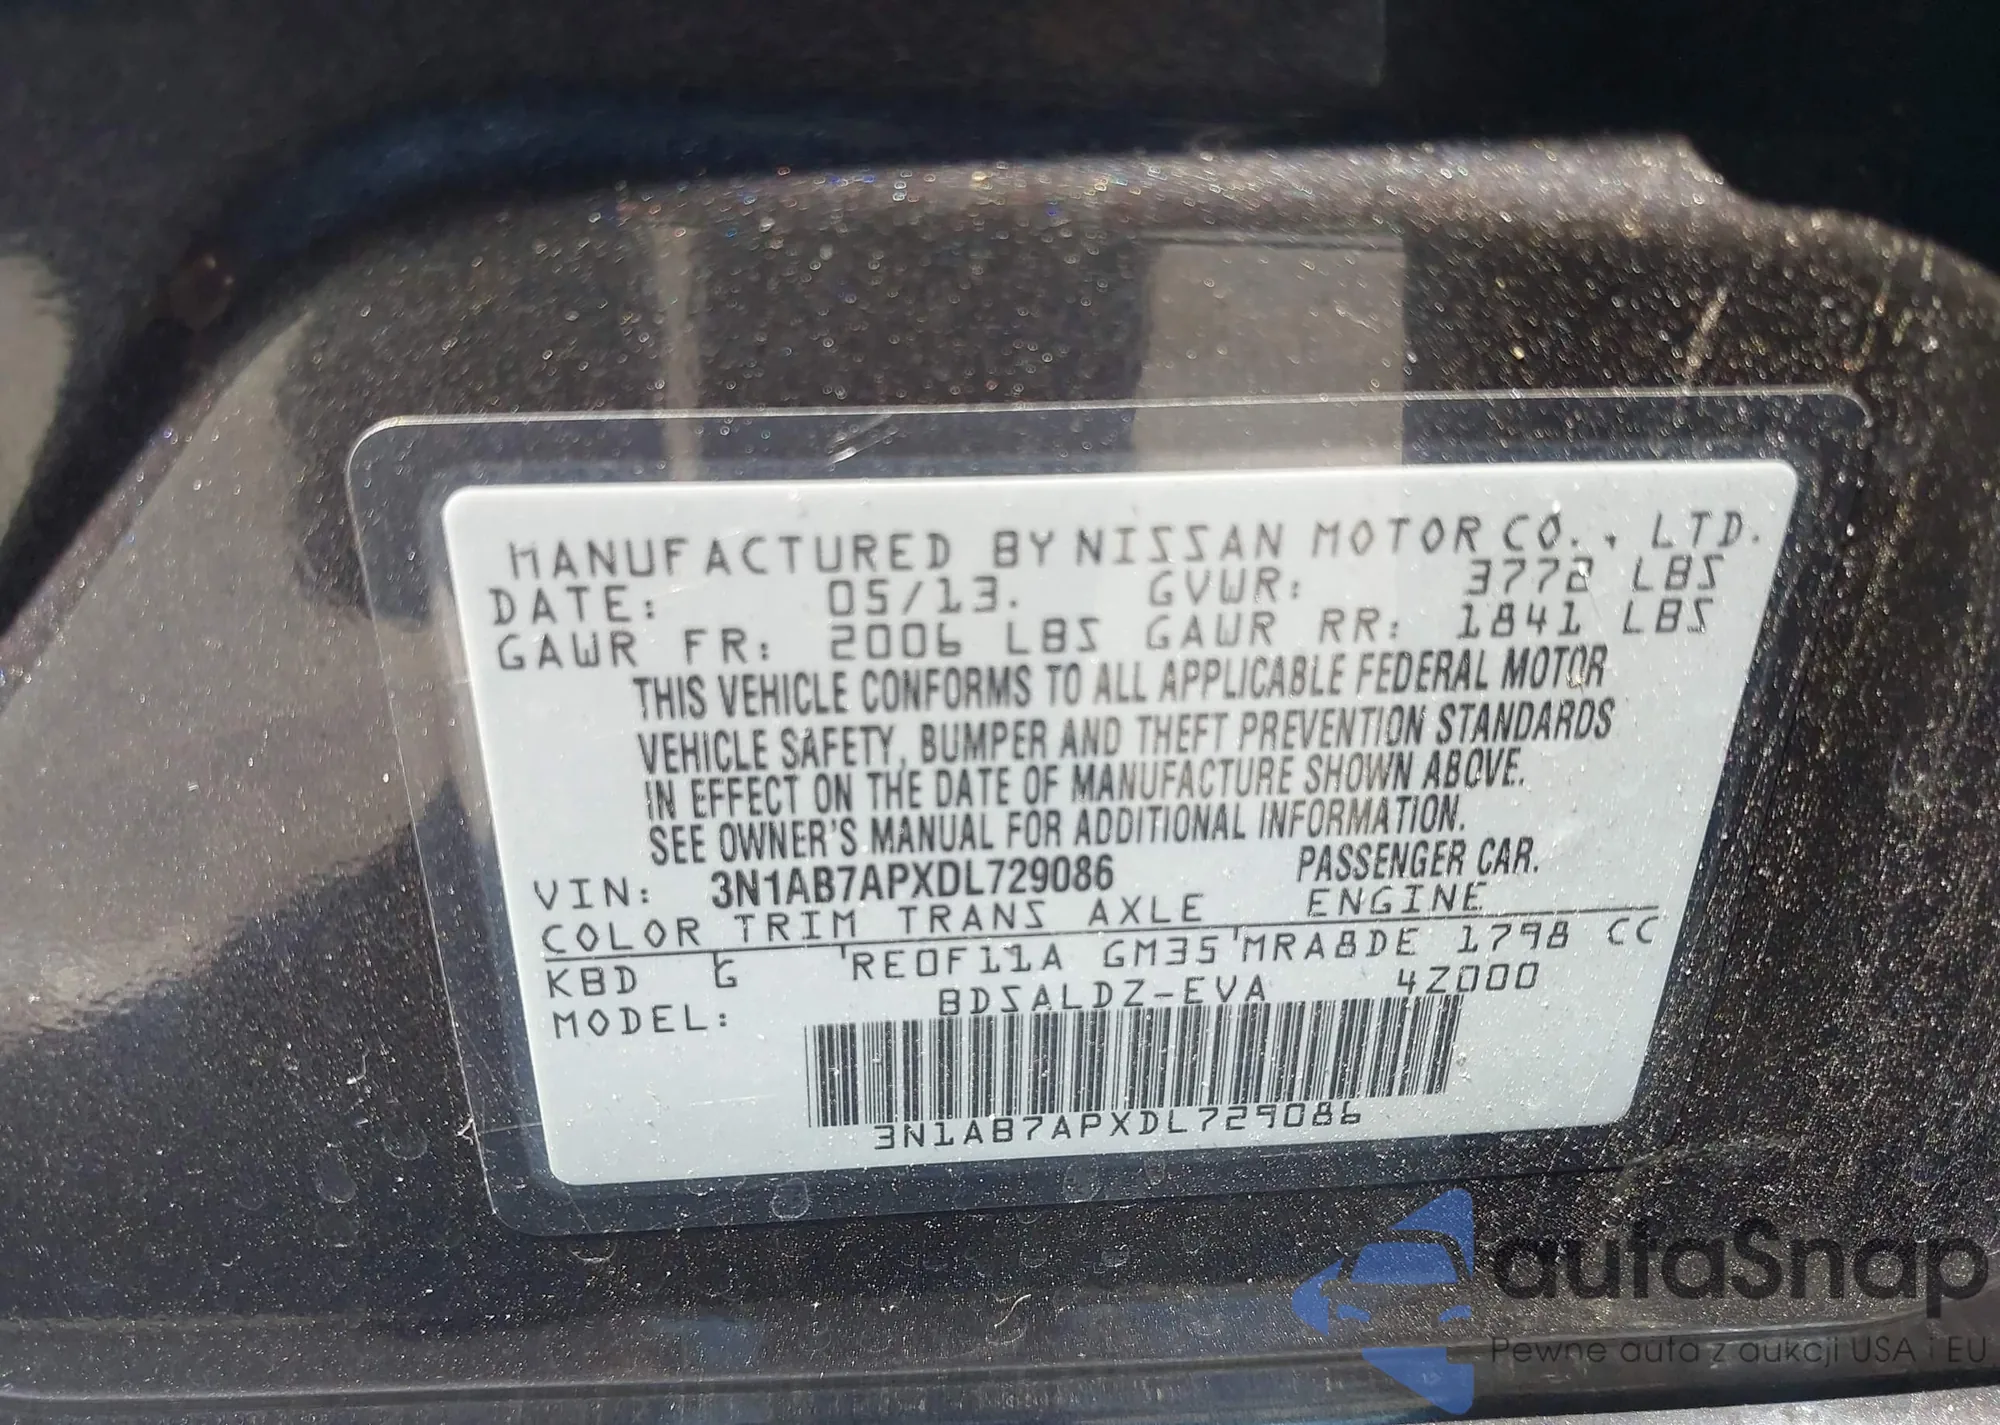 MANUFACTURED BY NISSAN MOTOR CO., LTD.
DATE: 05/13. GVWR: 3772 LBS
GAWR FR: 2006 LBS GAWR RR: 1841 LBS
THIS VEHICLE CONFORMS TO ALL APPLICABLE FEDERAL MOTOR
VEHICLE SAFETY, BUMPER AND THEFT PREVENTION STANDARDS
IN EFFECT ON THE DATE OF MANUFACTURE SHOWN ABOVE.
SEE OWNER'S MANUAL FOR ADDITIONAL INFORMATION.
VIN: 3N1AB7APXDL729086 PASSENGER CAR.
COLOR TRIM TRANS AXLE ENGINE
KBD G RE0F11A GM35 MRA8DE 1798 CC
MODEL: BDSALDZ-EVA 4Z000
3N1AB7APXDL729086
autaSnap
Pewne auta z aukcji USA i EU